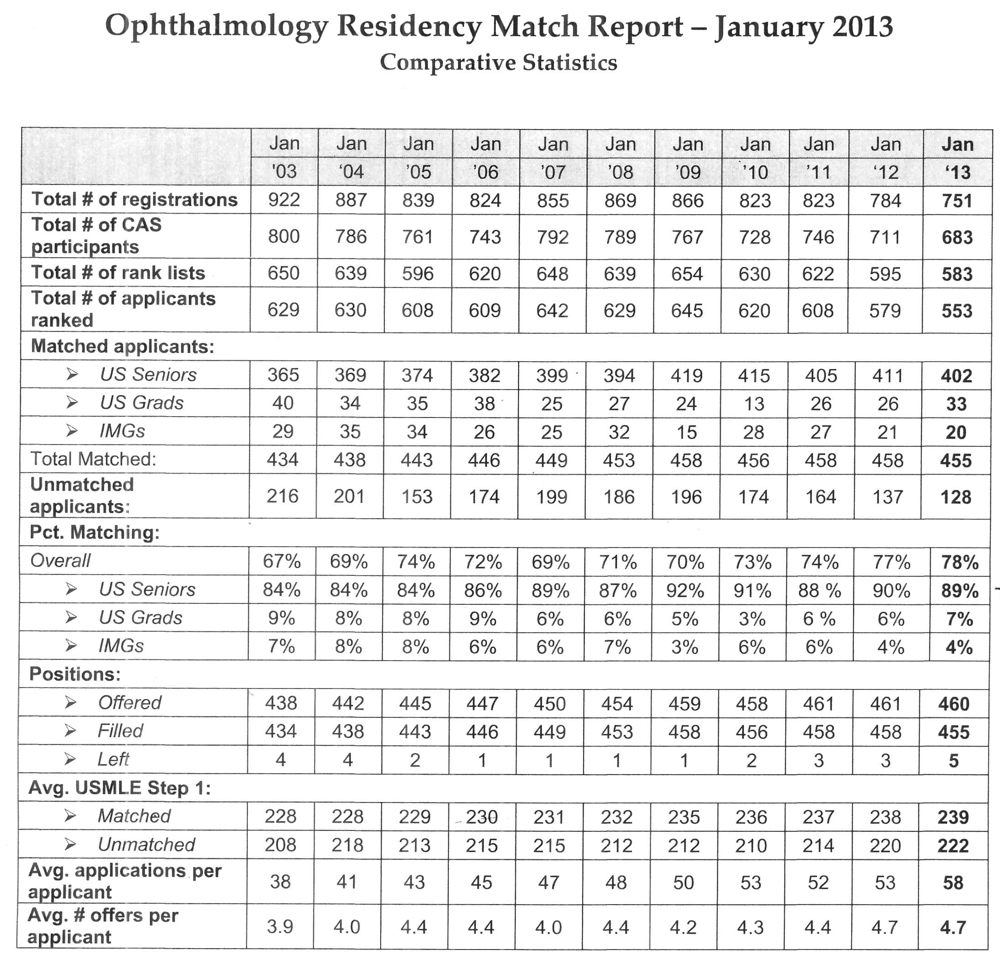 Ophthalmology Residency Match Report – January 2013
Comparative Statistics
Jan Jan Jan Jan Jan Jan Jan Jan Jan Jan Jan
'03 ‘04 '05 ’06 ’07 ’08 ’09 ’10 ’11 ‘12 ‘13
Total # of registrations 922 887 839 824 855 869 866 823 823 784 751
Total # of CAS
participants 800 786 761 743 792 789 767 728 746 711 683
Total # of rank lists 650 639 596 620 648 639 654 630 622 595 583
Total # of applicants
ranked 629 630 608 609 642 629 645 620 608 579 553
Matched applicants:
➢ US Seniors 365 369 374 382 399 394 419 415 405 411 402
➢ US Grads 40 34 35 38 25 27 24 13 26 26 33
➢ IMGs 29 35 34 26 25 32 15 28 27 21 20
Total Matched: 434 438 443 446 449 453 458 456 458 458 455
Unmatched
applicants: 216 201 153 174 199 186 196 174 164 137 128
Pct. Matching:
Overall 67% 69% 74% 72% 69% 71% 70% 73% 74% 77% 78%
➢ US Seniors 84% 84% 84% 86% 89% 87% 92% 91% 88 % 90% 89%
➢ US Grads 9% 8% 8% 9% 6% 6% 5% 3% 6 % 6% 7%
➢ IMGs 7% 8% 8% 6% 6% 7% 3% 6% 6% 4% 4%
Positions:
➢ Offered 438 442 445 447 450 454 459 458 461 461 460
➢ Filled 434 438 443 446 449 453 458 456 458 458 455
➢ Left 4 4 2 1 1 1 1 2 3 3 5
Avg. USMLE Step 1:
➢ Matched 228 228 229 230 231 232 235 236 237 238 239
➢ Unmatched 208 218 213 215 215 212 212 210 214 220 222
Avg. applications per
applicant 38 41 43 45 47 48 50 53 52 53 58
Avg. # offers per
applicant 3.9 4.0 4.4 4.4 4.0 4.4 4.2 4.3 4.4 4.7 4.7